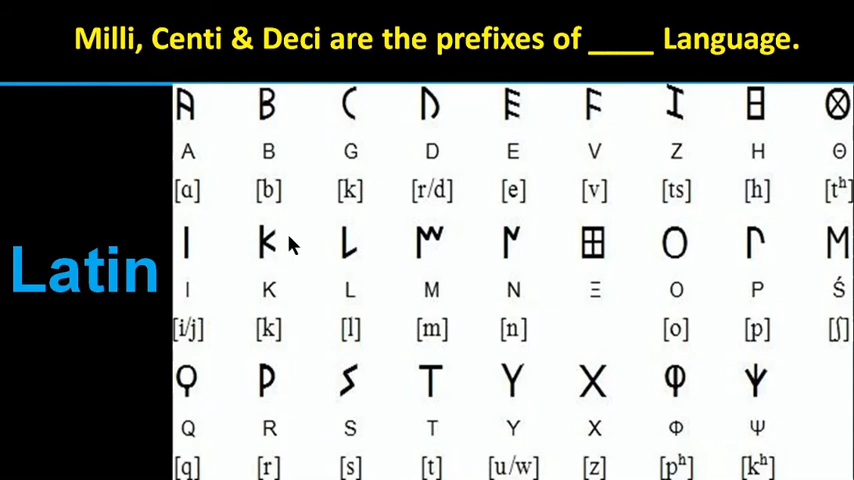 Milli, Centi & Deci are the prefixes of ____ Language.
Latin
𐌀 𐌁 𐌂 𐌃 𐌄 𐌅 𐌆 𐌇 𐌈
A B G D E V Z H Θ
[ɑ] [b] [k] [r/d] [e] [v] [ts] [h] [tʰ]
𐌉 𐌊 𐌋 𐌌 𐌍 𐌎 𐌏 𐌐 𐌑
I K L M N Ξ O P Ś
[i/j] [k] [l] [m] [n] [o] [p] [ʃ]
𐌒 𐌓 𐌔 𐌕 𐌖 𐌗 𐌘 𐌙
Q R S T Y X Φ Ψ
[q] [r] [s] [t] [u/w] [z] [pʰ] [kʰ]